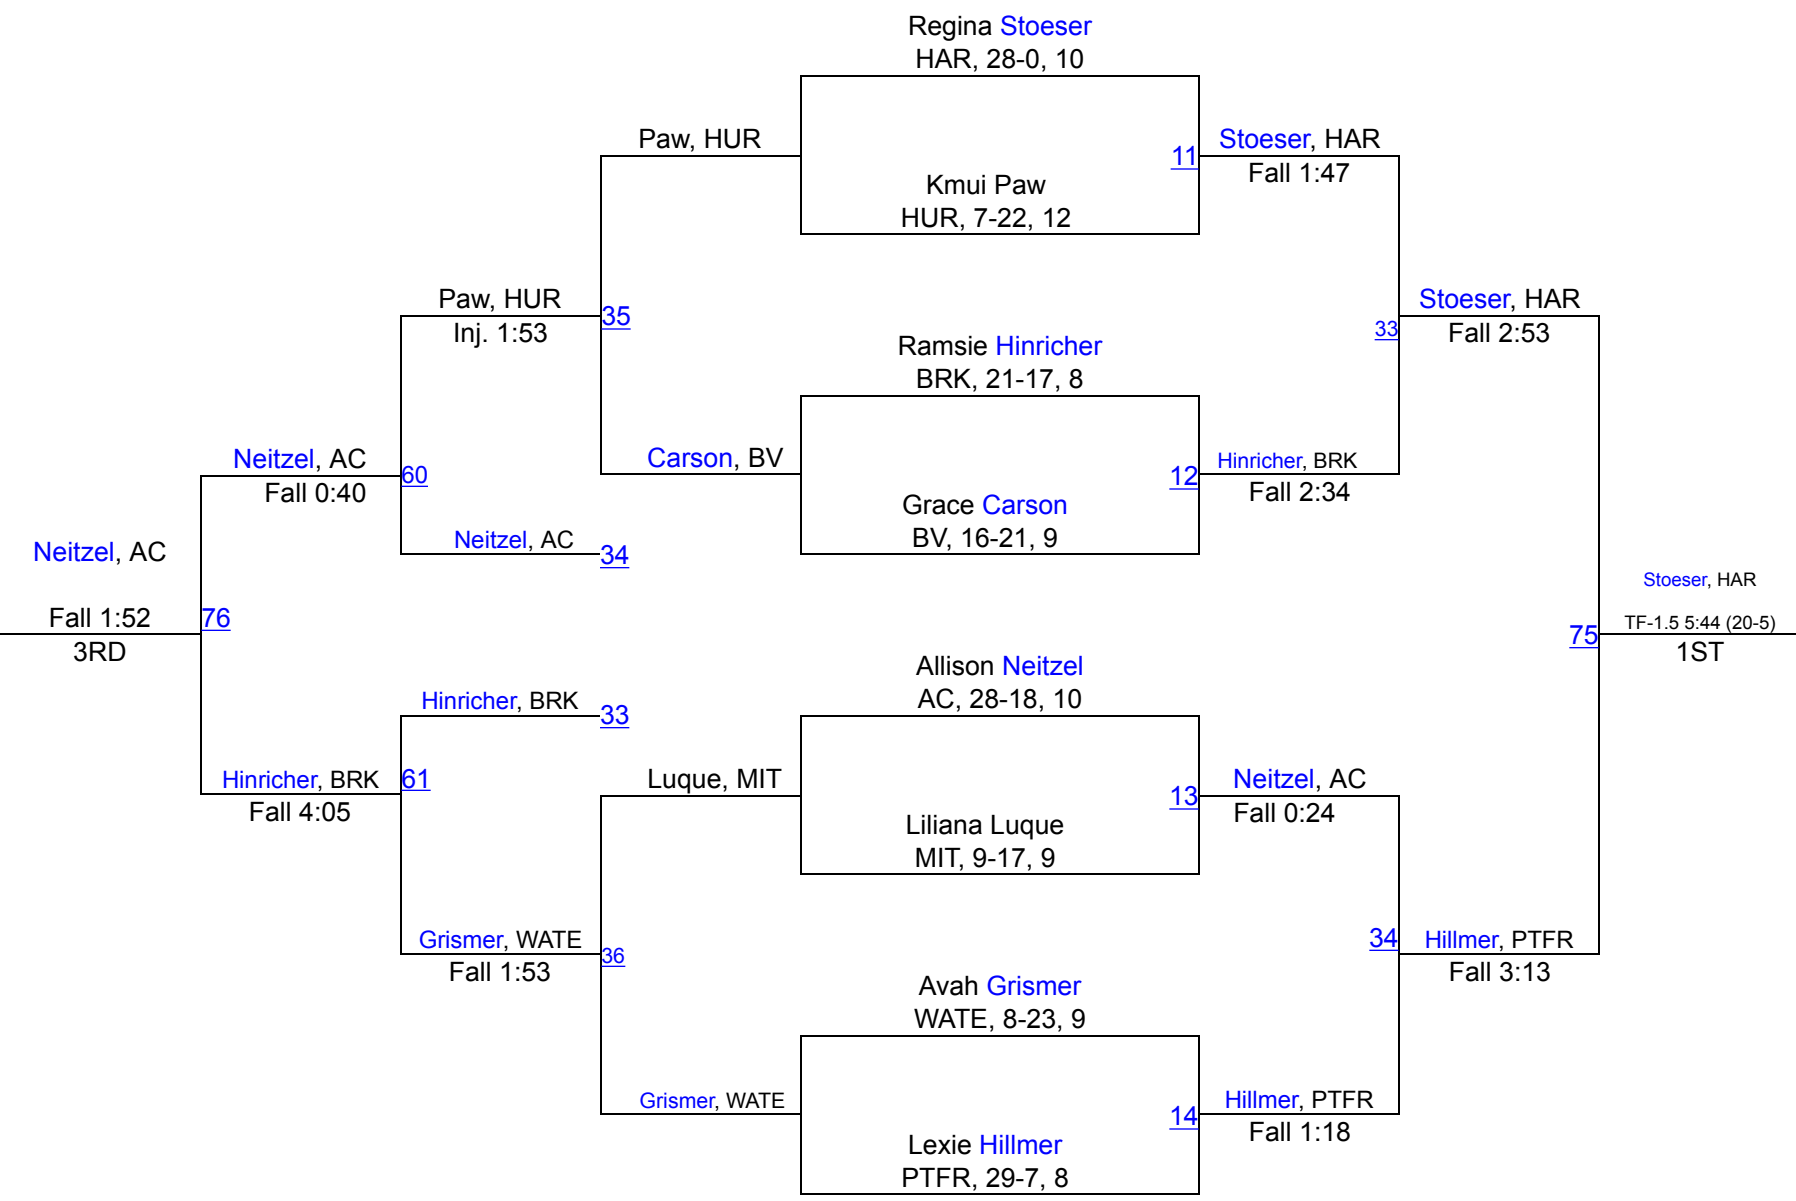 Regina Stoeser
HAR, 28-0, 10
Paw, HUR
11
Stoeser, HAR
Fall 1:47
Kmui Paw
HUR, 7-22, 12
Paw, HUR
Inj. 1:53
35
Stoeser, HAR
Fall 2:53
33
Ramsie Hinricher
BRK, 21-17, 8
Neitzel, AC
Fall 0:40
60
Carson, BV
12
Hinricher, BRK
Fall 2:34
Grace Carson
BV, 16-21, 9
Neitzel, AC
34
Neitzel, AC
Fall 1:52
3RD
76
Stoeser, HAR
TF-1.5 5:44 (20-5)
1ST
75
Allison Neitzel
AC, 28-18, 10
Hinricher, BRK
33
Hinricher, BRK
Fall 4:05
61
Luque, MIT
13
Neitzel, AC
Fall 0:24
Liliana Luque
MIT, 9-17, 9
Grismer, WATE
Fall 1:53
36
34
Hillmer, PTFR
Fall 3:13
Avah Grismer
WATE, 8-23, 9
Grismer, WATE
14
Hillmer, PTFR
Fall 1:18
Lexie Hillmer
PTFR, 29-7, 8